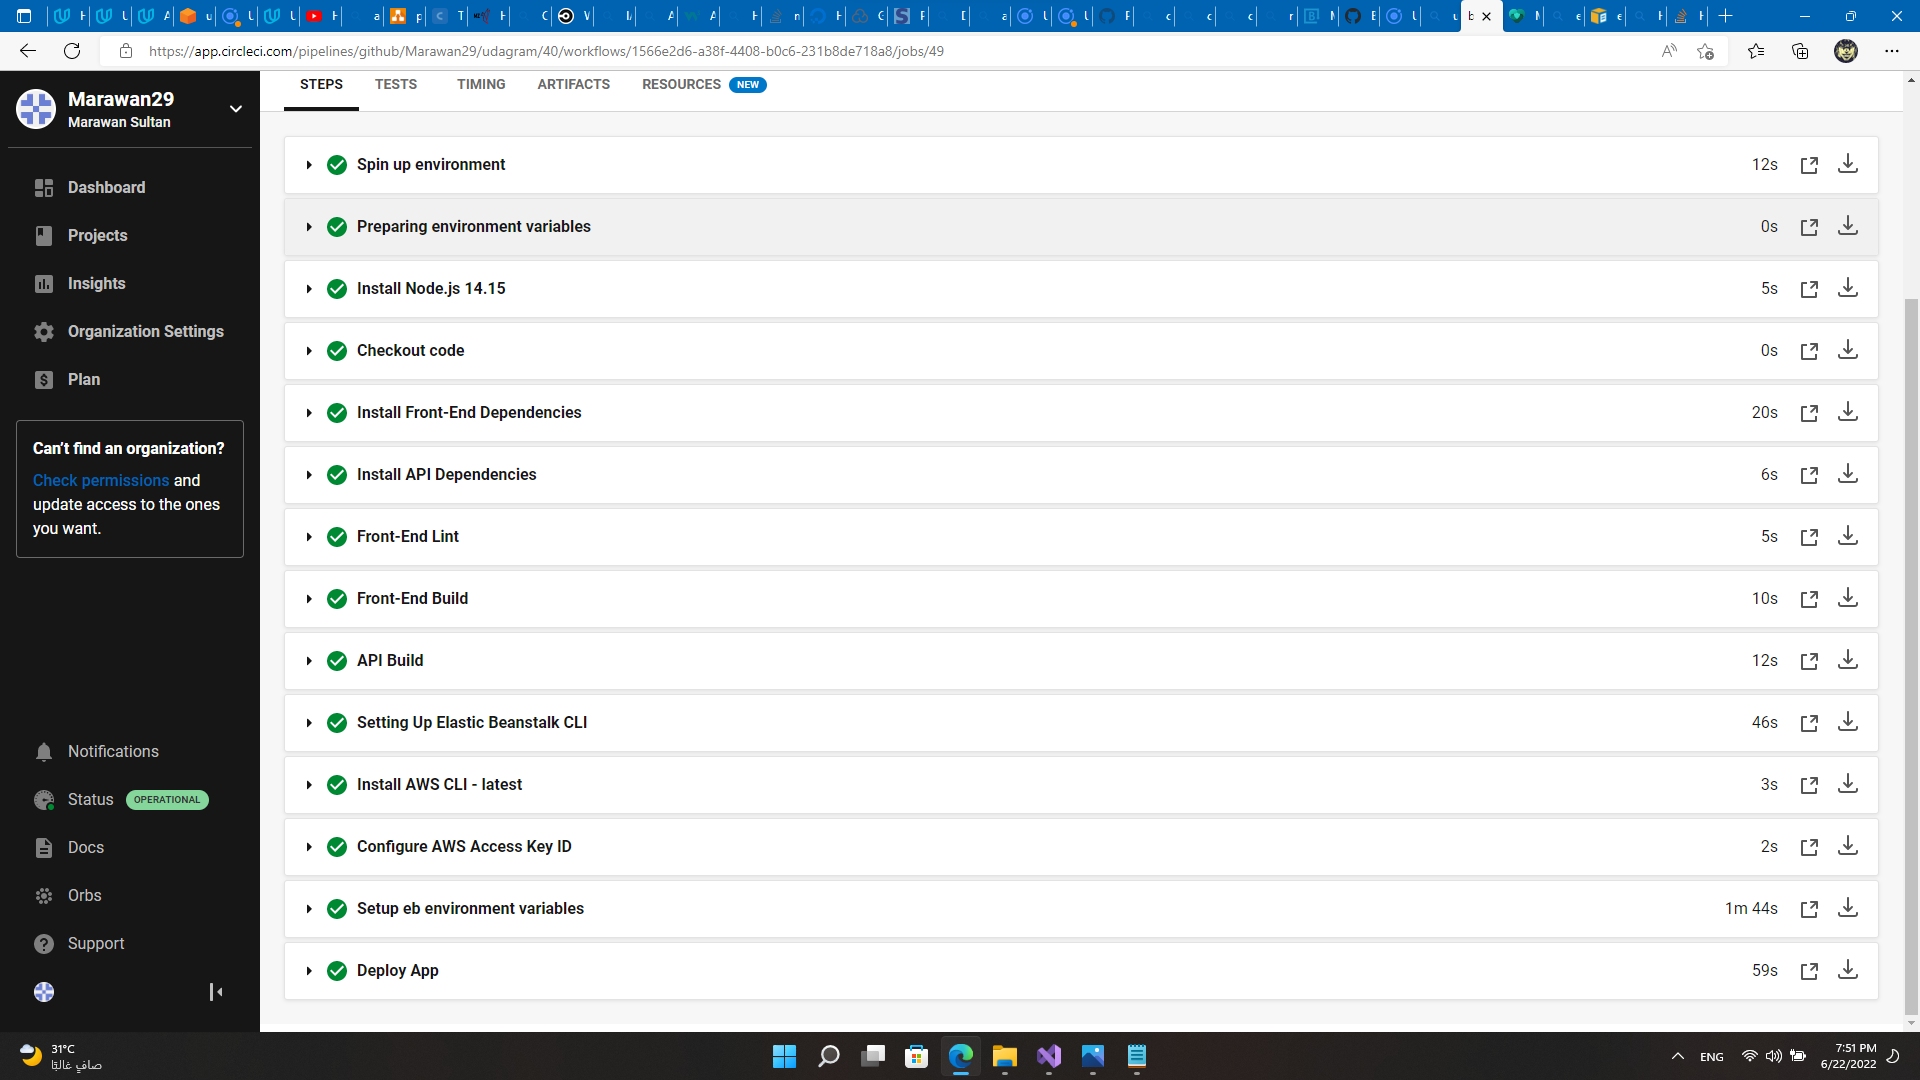 https://app.circleci.com/pipelines/github/Marawan29/udagram/40/workflows/1566e2d6-a38f-4408-b0c6-231b8de718a8/jobs/49
Marawan29
Marawan Sultan
Dashboard
Projects
Insights
Organization Settings
Plan
Can't find an organization?
Check permissions and
update access to the ones
you want.
Notifications
Status OPERATIONAL
Docs
Orbs
Support
STEPS TESTS TIMING ARTIFACTS RESOURCES NEW
Spin up environment 12s
Preparing environment variables 0s
Install Node.js 14.15 5s
Checkout code 0s
Install Front-End Dependencies 20s
Install API Dependencies 6s
Front-End Lint 5s
Front-End Build 10s
API Build 12s
Setting Up Elastic Beanstalk CLI 46s
Install AWS CLI - latest 3s
Configure AWS Access Key ID 2s
Setup eb environment variables 1m 44s
Deploy App 59s
31°C
صافٍ غالبًا
ENG
7:51 PM
6/22/2022